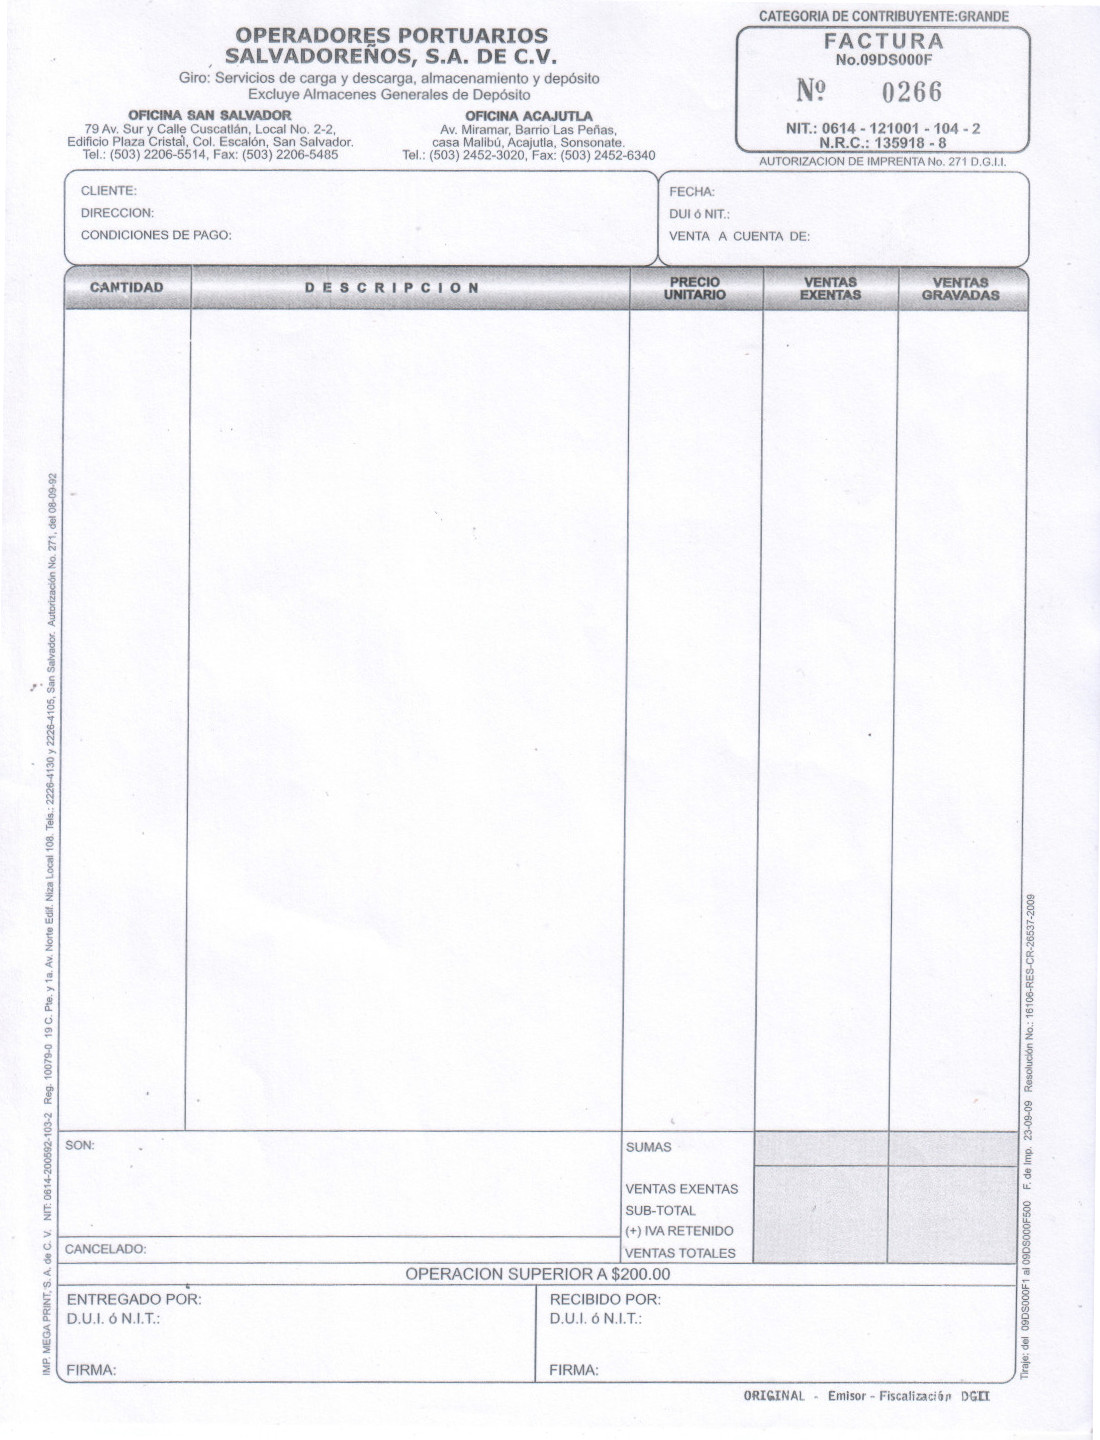 CATEGORIA DE CONTRIBUYENTE:GRANDE
OPERADORES PORTUARIOS
SALVADOREÑOS, S.A. DE C.V.
Giro: Servicios de carga y descarga, almacenamiento y depósito
Excluye Almacenes Generales de Depósito
FACTURA
No.09DS000F
Nº 0266
NIT.: 0614 - 121001 - 104 - 2
N.R.C.: 135918 - 8
AUTORIZACION DE IMPRENTA No. 271 D.G.I.I.
OFICINA SAN SALVADOR
79 Av. Sur y Calle Cuscatlán, Local No. 2-2,
Edificio Plaza Cristal, Col. Escalón, San Salvador.
Tel.: (503) 2206-5514, Fax: (503) 2206-5485
OFICINA ACAJUTLA
Av. Miramar, Barrio Las Peñas,
casa Malibú, Acajutla, Sonsonate.
Tel.: (503) 2452-3020, Fax: (503) 2452-6340
CLIENTE:
DIRECCION:
CONDICIONES DE PAGO:
FECHA:
DUI ó NIT.:
VENTA A CUENTA DE:
CANTIDAD
DESCRIPCION
PRECIO
UNITARIO
VENTAS
EXENTAS
VENTAS
GRAVADAS
SON:
CANCELADO:
SUMAS
VENTAS EXENTAS
SUB-TOTAL
(+) IVA RETENIDO
VENTAS TOTALES
OPERACION SUPERIOR A $200.00
ENTREGADO POR:
D.U.I. ó N.I.T.:
FIRMA:
RECIBIDO POR:
D.U.I. ó N.I.T.:
FIRMA:
ORIGINAL - Emisor - Fiscalización DGII
IMP. MEGA PRINT, S. A. de C. V. NIT: 0614-200692-103-2 Reg. 10079-0 19 C. Pte. y 1a. Av. Norte Edif. Niza Local 108. Tels.: 2226-4130 y 2226-4105, San Salvador. Autorización No. 271, del 08-09-92
Tiraje: del 09DS000F1 al 09DS000F500 F. de Imp. 23-09-09 Resolución No.: 16106-RES-CR-26537-2009